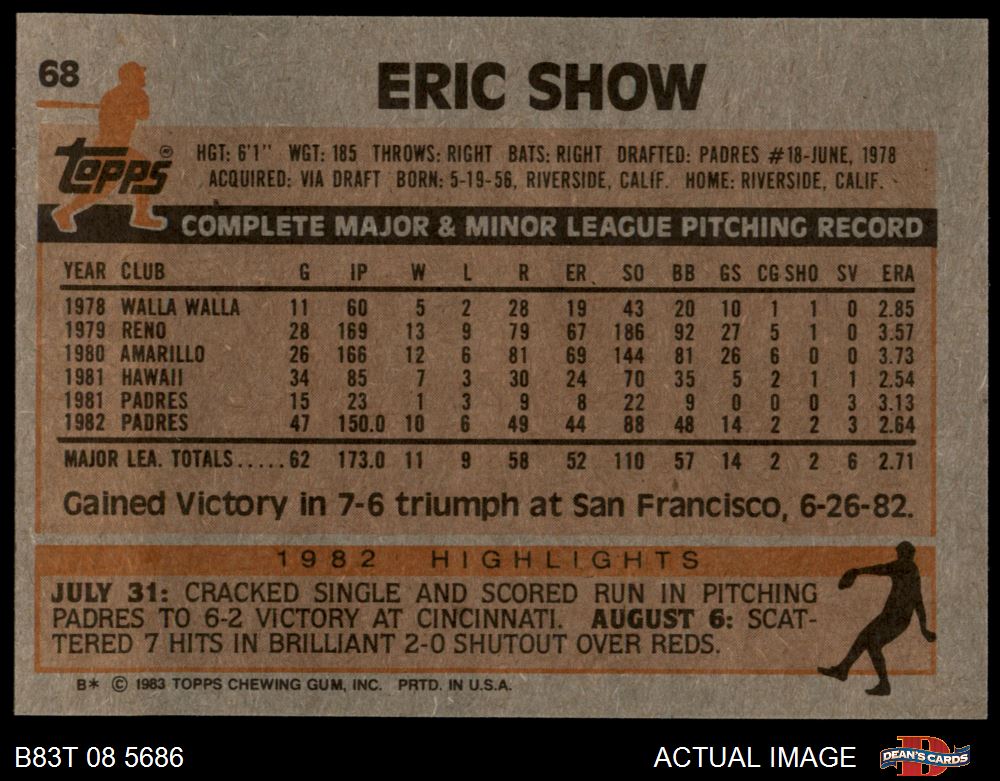 68
ERIC SHOW
topps®
HGT: 6'1" WGT: 185 THROWS: RIGHT BATS: RIGHT DRAFTED: PADRES #18-JUNE, 1978
ACQUIRED: VIA DRAFT BORN: 5-19-56, RIVERSIDE, CALIF. HOME: RIVERSIDE, CALIF.
COMPLETE MAJOR & MINOR LEAGUE PITCHING RECORD
YEAR CLUB G IP W L R ER SO BB GS CG SHO SV ERA
1978 WALLA WALLA 11 60 5 2 28 19 43 20 10 1 1 0 2.85
1979 RENO 28 169 13 9 79 67 186 92 27 5 1 0 3.57
1980 AMARILLO 26 166 12 6 81 69 144 81 26 6 0 0 3.73
1981 HAWAII 34 85 7 3 30 24 70 35 5 2 1 1 2.54
1981 PADRES 15 23 1 3 9 8 22 9 0 0 0 3 3.13
1982 PADRES 47 150.0 10 6 49 44 88 48 14 2 2 3 2.64
MAJOR LEA. TOTALS.....62 173.0 11 9 58 52 110 57 14 2 2 6 2.71
Gained Victory in 7-6 triumph at San Francisco, 6-26-82.
1982 HIGHLIGHTS
JULY 31: CRACKED SINGLE AND SCORED RUN IN PITCHING
PADRES TO 6-2 VICTORY AT CINCINNATI. AUGUST 6: SCAT-
TERED 7 HITS IN BRILLIANT 2-0 SHUTOUT OVER REDS.
B* © 1983 TOPPS CHEWING GUM, INC. PRTD. IN U.S.A.
B83T 08 5686
ACTUAL IMAGE
D
DEAN'S CARDS